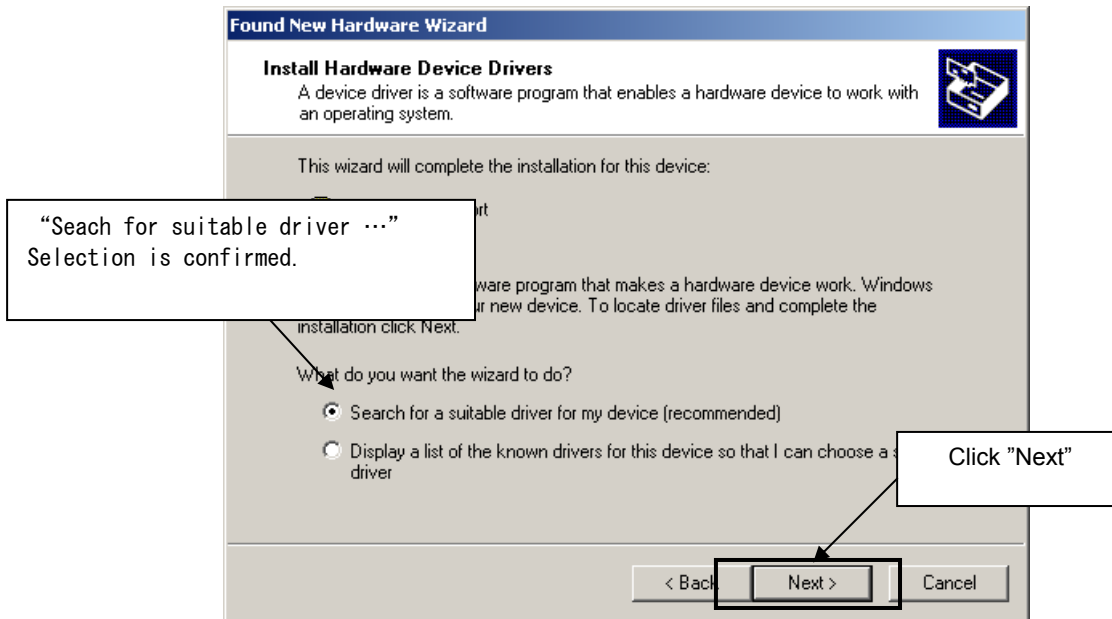 Found New Hardware Wizard
Install Hardware Device Drivers
A device driver is a software program that enables a hardware device to work with
an operating system.
This wizard will complete the installation for this device:
“Seach for suitable driver …”
Selection is confirmed.
program that makes a hardware device work. Windows
new device. To locate driver files and complete the
installation click Next.
What do you want the wizard to do?
Search for a suitable driver for my device (recommended)
Display a list of the known drivers for this device so that I can choose a
driver
Click ”Next”
< Back
Next >
Cancel